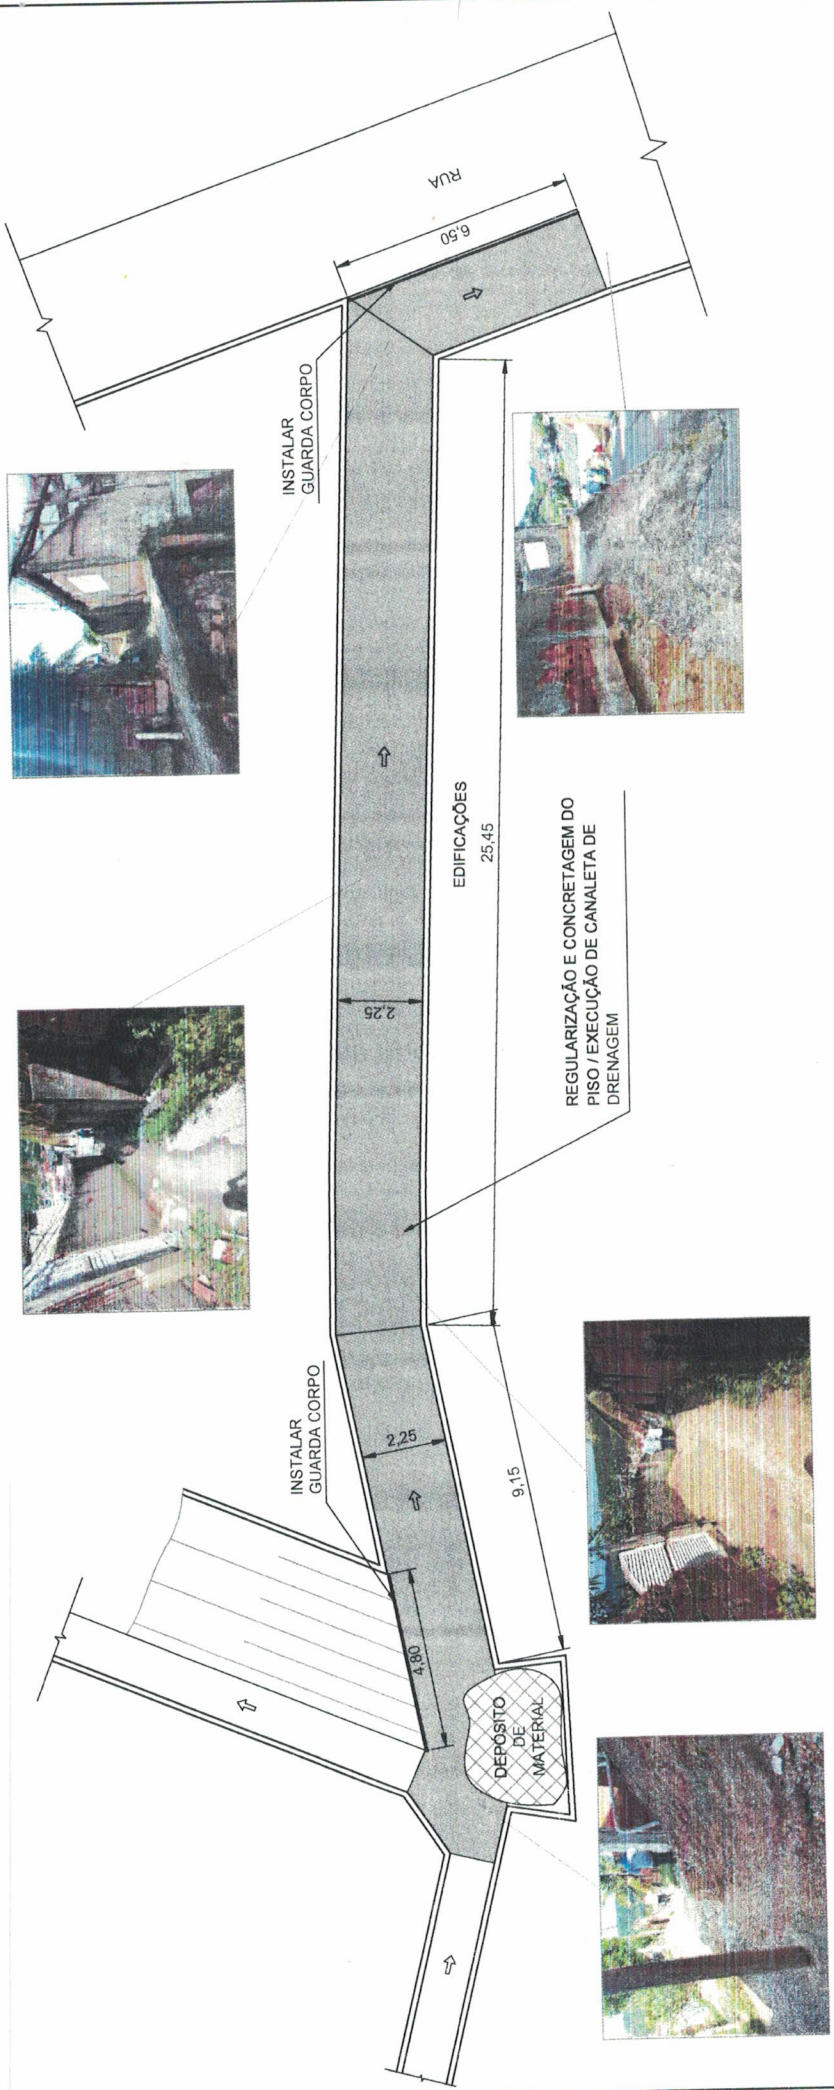 RUA
6,50
INSTALAR
GUARDA CORPO
EDIFICAÇÕES
25,45
2,25
REGULARIZAÇÃO E CONCRETAGEM DO
PISO / EXECUÇÃO DE CANALETA DE
DRENAGEM
INSTALAR
GUARDA CORPO
2,25
9,15
4,80
DEPOSITO
DE
MATERIAL